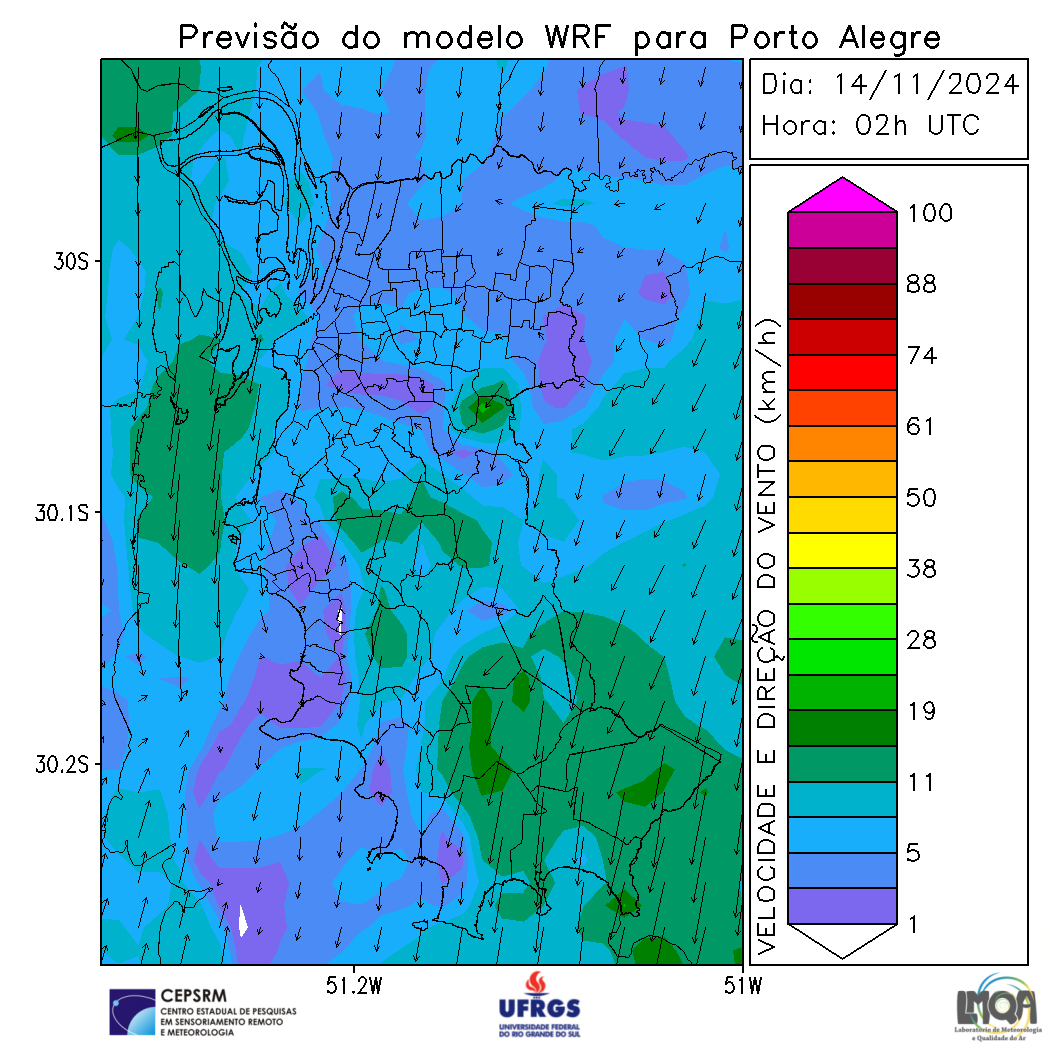 Previsão do modelo WRF para Porto Alegre
Dia: 14/11/2024
Hora: 02h UTC
30S
30.1S
30.2S
51.2W
51W
VELOCIDADE E DIREÇÃO DO VENTO (km/h)
100
88
74
61
50
38
28
19
11
5
1
CEPSRM
CENTRO ESTADUAL DE PESQUISAS
EM SENSORIAMENTO REMOTO
E METEOROLOGIA
UFRGS
UNIVERSIDADE FEDERAL
DO RIO GRANDE DO SUL
LMQA
Laboratório de Meteorologia
e Qualidade do Ar